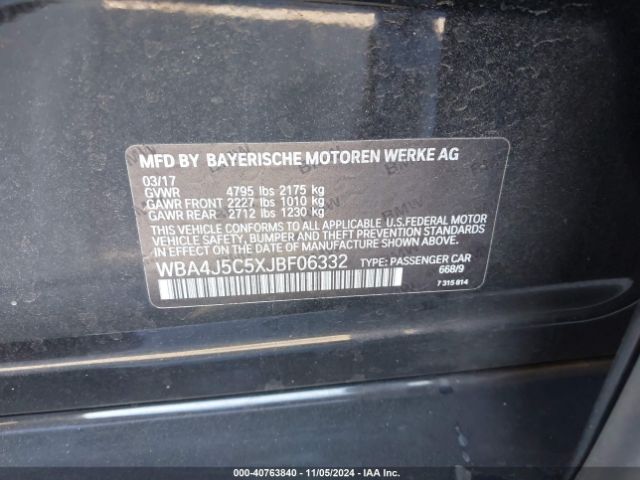 MFD BY BAYERISCHE MOTOREN WERKE AG
03/17
GVWR 4795 lbs 2175 kg
GAWR FRONT 2227 lbs 1010 kg
GAWR REAR 2712 lbs 1230 kg
THIS VEHICLE CONFORMS TO ALL APPLICABLE U.S. FEDERAL MOTOR
VEHICLE SAFETY, BUMPER, AND THEFT PREVENTION STANDARDS
IN EFFECT ON THE DATE OF MANUFACTURE SHOWN ABOVE.
WBA4J5C5XJBF06332 TYPE: PASSENGER CAR
668/9
7 315 814
000-40763840 - 11/05/2024 - IAA Inc.